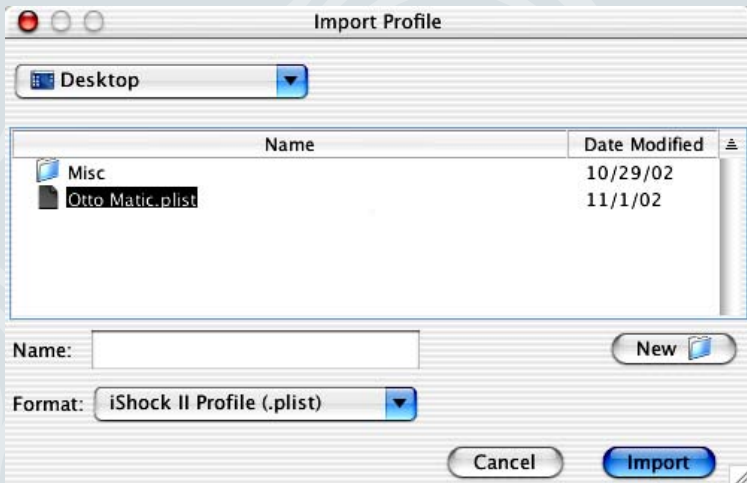 Import Profile
Desktop
Name Date Modified
Misc 10/29/02
Otto Matic.plist 11/1/02
Name: New
Format: iShock II Profile (.plist)
Cancel Import